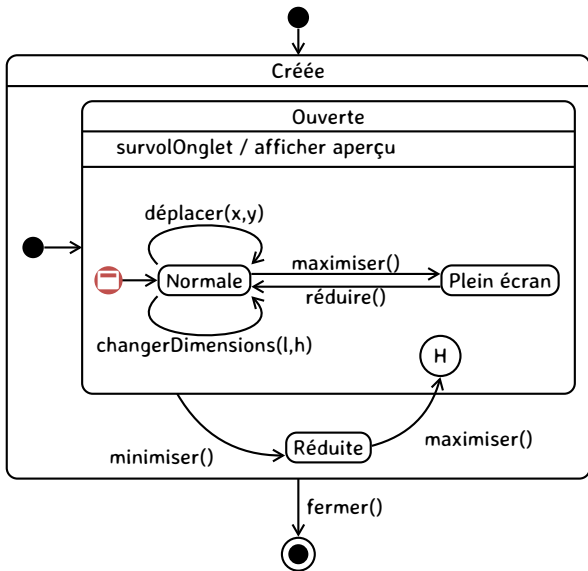 Créée
Ouverte
survolOnglet / afficher aperçu
déplacer(x,y)
maximiser()
Normale
Plein écran
réduire()
changerDimensions(l,h)
H
minimiser()
Réduite
maximiser()
fermer()